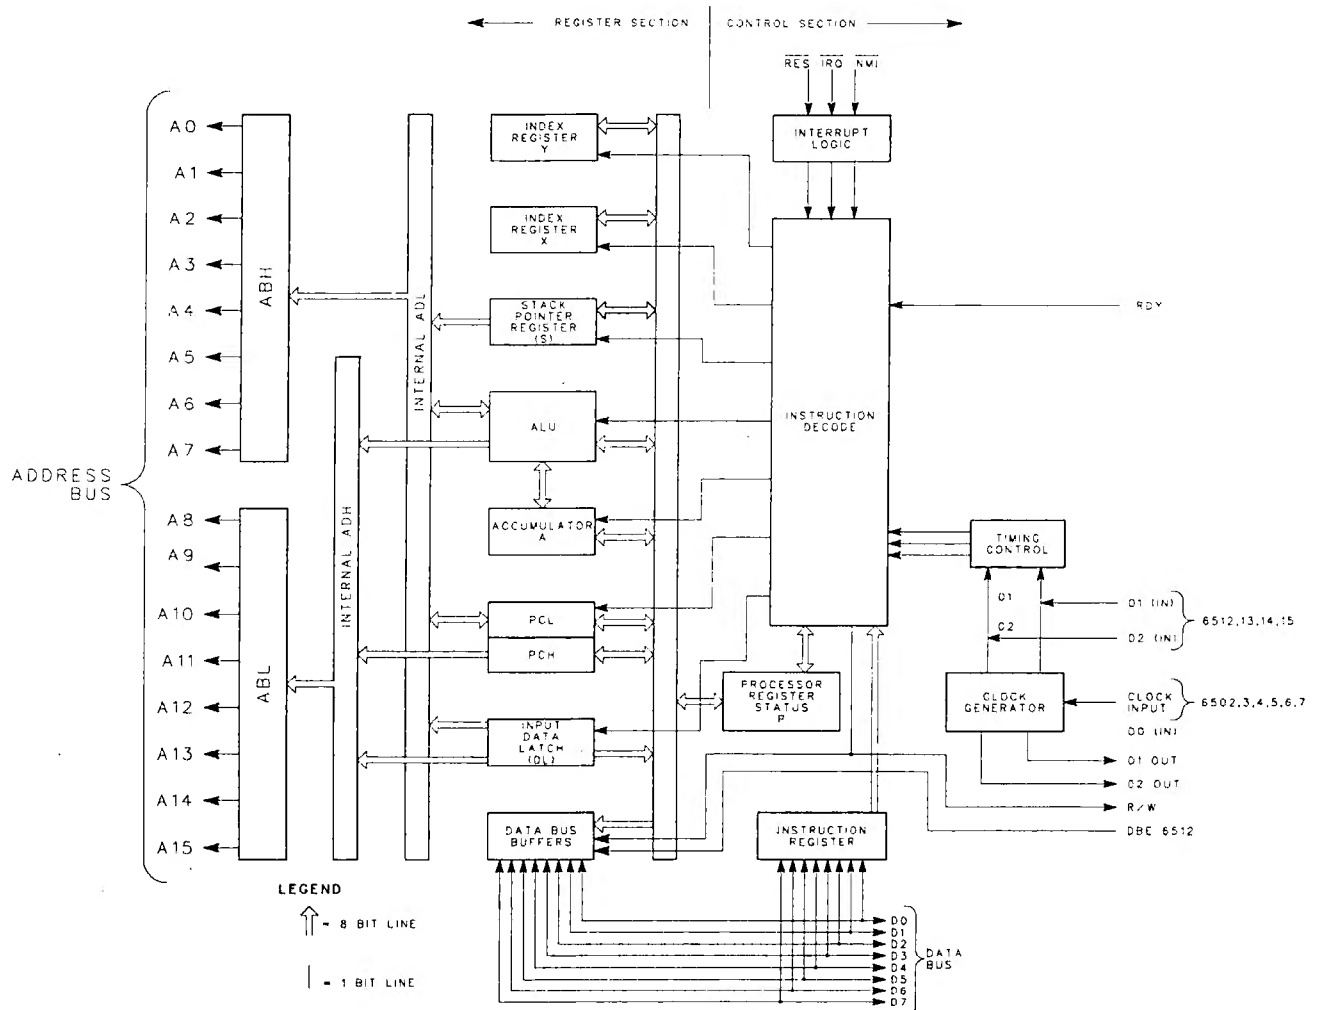 REGISTER SECTION
CONTROL SECTION
RES IRQ NMI
INTERRUPT
LOGIC
A0
A1
A2
A3
A4
A5
A6
A7
ABH
ADDRESS
BUS
A8
A9
A10
A11
A12
A13
A14
A15
ABL
INTERNAL ADH
INTERNAL ADL
INDEX
REGISTER
Y
INDEX
REGISTER
X
STACK
POINTER
REGISTER
(S)
ALU
ACCUMULATOR
A
PCL
PCH
INPUT
DATA
LATCH
(DL)
DATA BUS
BUFFERS
INSTRUCTION
DECODE
PROCESSOR
REGISTER
STATUS
P
INSTRUCTION
REGISTER
RDY
TIMING
CONTROL
Ø1
Ø2
Ø1 (IN)
Ø2 (IN)
6512,13,14,15
CLOCK
GENERATOR
CLOCK
INPUT
6502,3,4,5,6,7
Ø0 (IN)
Ø1 OUT
Ø2 OUT
R/W
DBE 6512
D0
D1
D2
D3
D4
D5
D6
D7
DATA
BUS
LEGEND
= 8 BIT LINE
= 1 BIT LINE